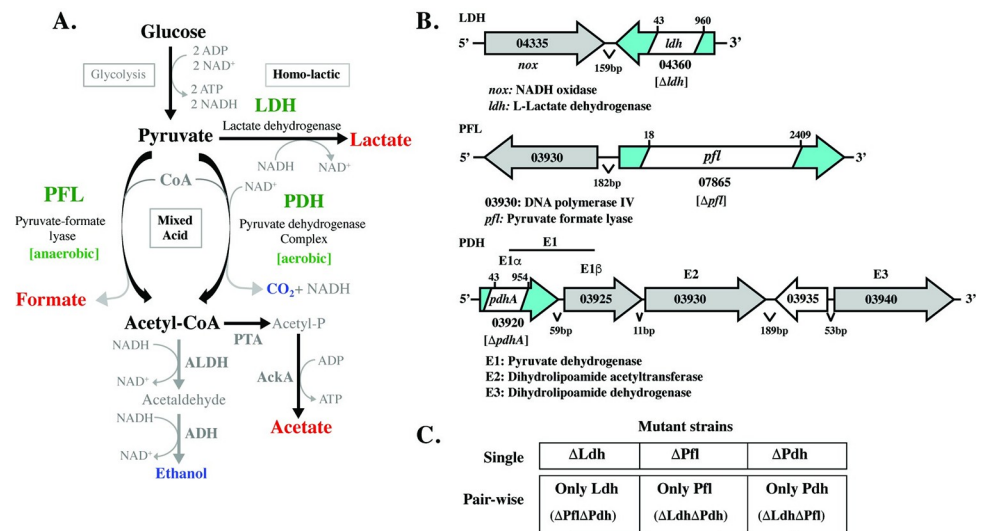 A.
Glucose
2 ADP
2 NAD+
Glycolysis
Homo-lactic
2 ATP
2 NADH
LDH
Lactate dehydrogenase
Pyruvate
Lactate
NADH
NAD+
CoA
NAD+
PFL
PDH
Pyruvate-formate
lyase
[anaerobic]
Mixed
Acid
Pyruvate dehydrogenase
Complex
[aerobic]
Formate
CO2+ NADH
Acetyl-CoA
Acetyl-P
PTA
NADH
ALDH
NAD+
ADP
AckA
ATP
Acetaldehyde
NADH
ADH
NAD+
Acetate
Ethanol
B.
LDH
43
960
5'
04335
ldh
3'
nox
159bp
04360
[Δldh]
nox: NADH oxidase
ldh: L-Lactate dehydrogenase
PFL
18
2409
5'
03930
pfl
3'
182bp
07865
[Δpfl]
03930: DNA polymerase IV
pfl: Pyruvate formate lyase
PDH
E1
E1α
E1β
E2
E3
43
954
5'
pdhA
03925
03930
03935
03940
3'
03920
59bp
11bp
189bp
53bp
[ΔpdhA]
E1: Pyruvate dehydrogenase
E2: Dihydrolipoamide acetyltransferase
E3: Dihydrolipoamide dehydrogenase
C.
Mutant strains
Single
ΔLdh
ΔPfl
ΔPdh
Pair-wise
Only Ldh
Only Pfl
Only Pdh
(ΔPflΔPdh)
(ΔLdhΔPdh)
(ΔLdhΔPfl)